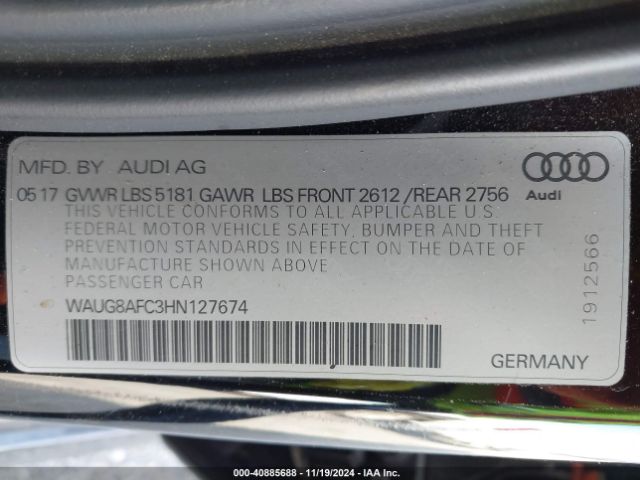 MFD. BY AUDI AG
05 17 GVWR LBS 5181 GAWR LBS FRONT 2612 /REAR 2756
THIS VEHICLE CONFORMS TO ALL APPLICABLE U.S.
FEDERAL MOTOR VEHICLE SAFETY, BUMPER AND THEFT
PREVENTION STANDARDS IN EFFECT ON THE DATE OF
MANUFACTURE SHOWN ABOVE
PASSENGER CAR
WAUG8AFC3HN127674
Audi
1912566
GERMANY
000-40885688 - 11/19/2024 - IAA Inc.